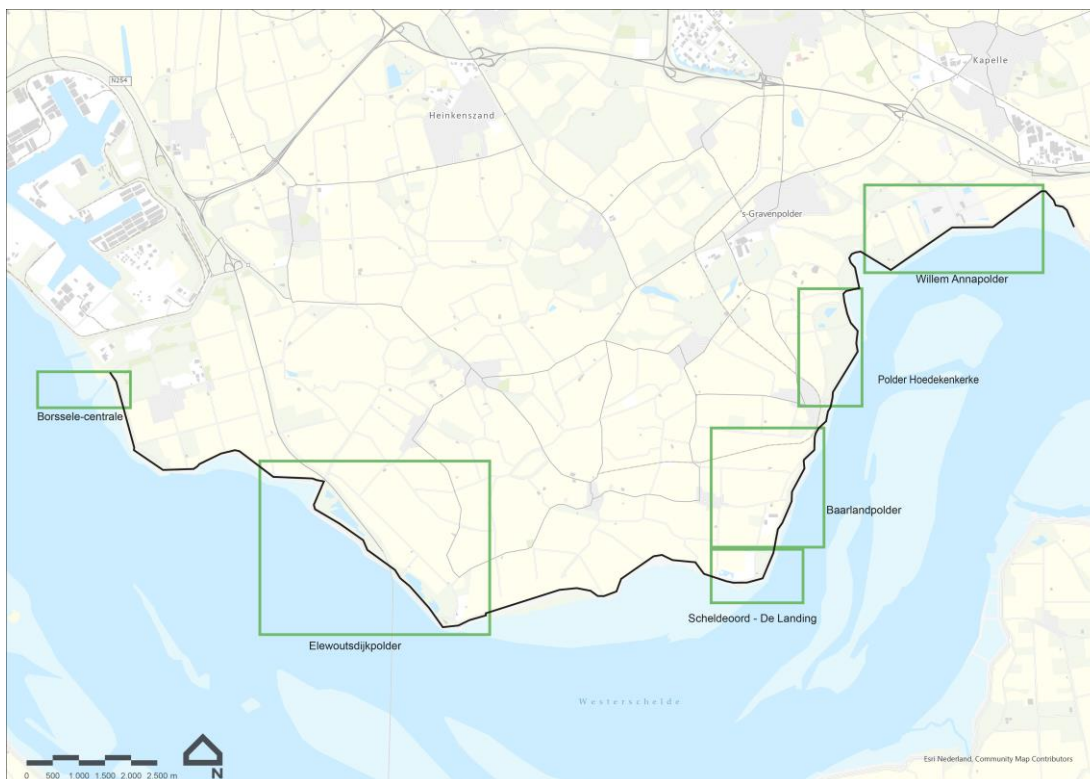 N254
Kapelle
Heinkenszand
's-Gravenpolder
Willem Annapolder
Polder Hoedekenkerke
Borssele-centrale
Baarlandpolder
Scheldeoord - De Landing
Elewoutsdijkpolder
Westerschelde
N
0 500 1 000 1 500 2 000 2.500 m
Esri Nederland, Community Map Contributors